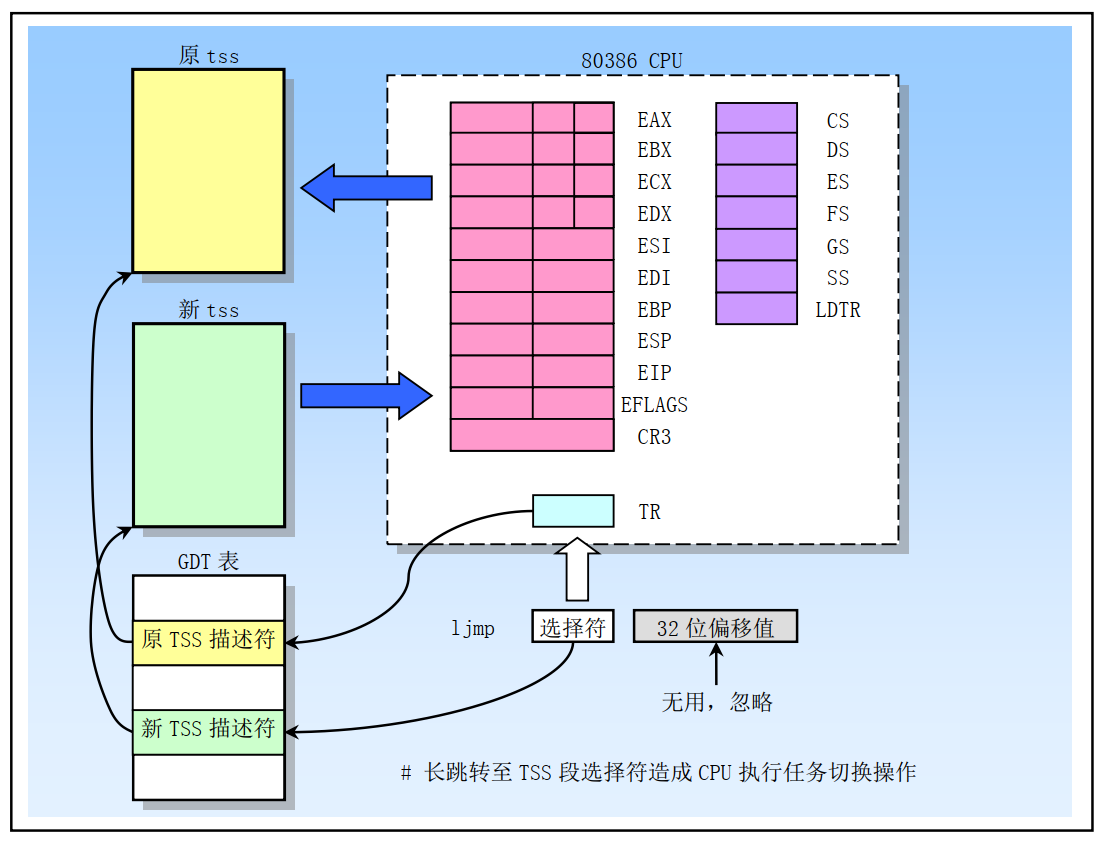 原 tss
80386 CPU
EAX
EBX
ECX
EDX
ESI
EDI
EBP
ESP
EIP
EFLAGS
CR3
CS
DS
ES
FS
GS
SS
LDTR
新 tss
TR
GDT 表
原 TSS 描述符
新 TSS 描述符
ljmp
选择符
32 位偏移值
无用，忽略
# 长跳转至 TSS 段选择符造成 CPU 执行任务切换操作